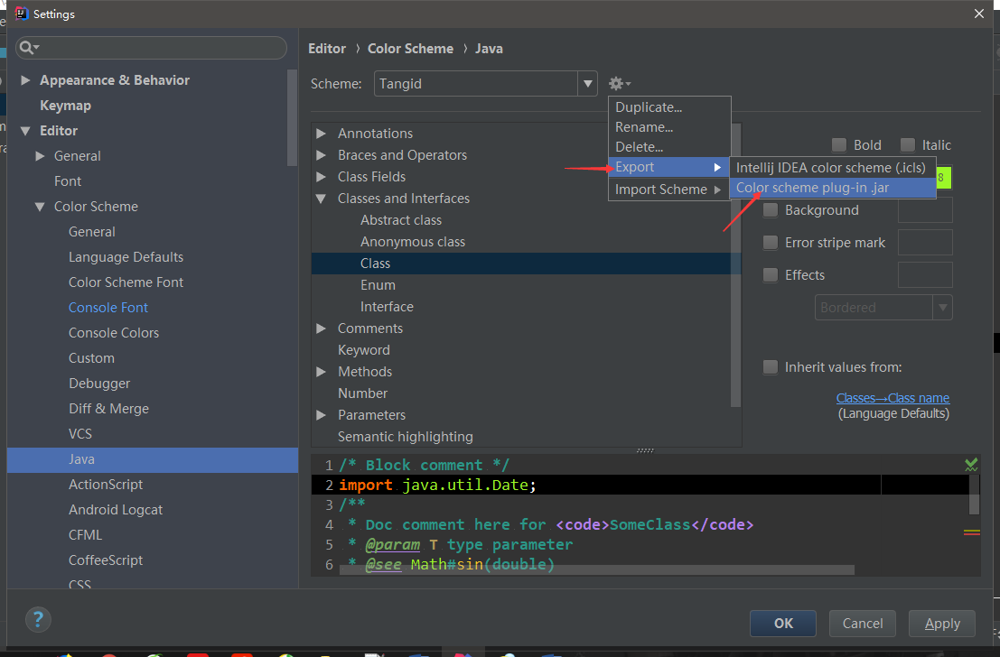 Settings
Editor › Color Scheme › Java
Scheme: Tangid
Appearance & Behavior
Keymap
Editor
General
Font
Color Scheme
General
Language Defaults
Color Scheme Font
Console Font
Console Colors
Custom
Debugger
Diff & Merge
VCS
Java
ActionScript
Android Logcat
CFML
CoffeeScript
CSS
Annotations
Braces and Operators
Class Fields
Classes and Interfaces
Abstract class
Anonymous class
Class
Enum
Interface
Comments
Keyword
Methods
Number
Parameters
Semantic highlighting
Duplicate...
Rename...
Delete...
Export
Import Scheme
Intellij IDEA color scheme (.icls)
Color scheme plug-in .jar
Bold Italic
8
Background
Error stripe mark
Effects
Bordered
Inherit values from:
Classes→Class name
(Language Defaults)
1 /* Block comment */
2 import java.util.Date;
3 /**
4 * Doc comment here for <code>SomeClass</code>
5 * @param T type parameter
6 * @see Math#sin(double)
?
OK Cancel Apply